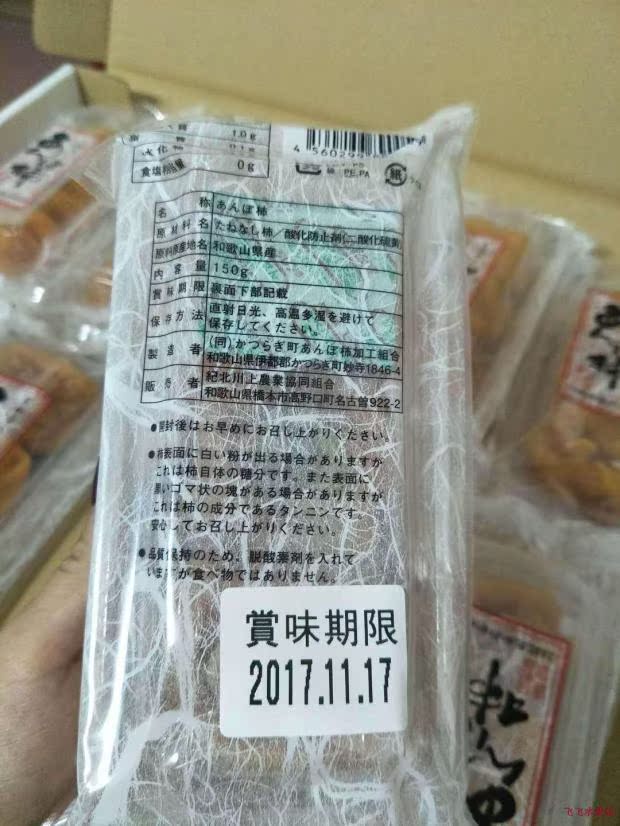 1.0g
4 560299
食塩相当量 0g
紙 PE,PA
名称 あんぽ柿
原材料名 たねなし柿/酸化防止剤(二酸化硫黄)
原料原産地名 和歌山県産
内容量 150g
賞味期限 裏面下部記載
保存方法 直射日光、高温多湿を避けて
保存してください。
製造者 (同)かつらぎ町あんぽ柿加工組合
和歌山県伊都郡かつらぎ町妙寺1846-4
販売者 紀北川上農業協同組合
和歌山県橋本市高野口町名古曽922-2
●開封後はお早めにお召し上がりください。
●柿表面に白い粉が出る場合がありますが
これは柿自体の糖分です。また表面に
黒いゴマ状の塊がある場合がありますが
これは柿の成分であるタンニンです。
安心してお召し上がりください。
●品質保持のため、脱酸素剤を入れて
いますが食べ物ではありません。
賞味期限
2017.11.17